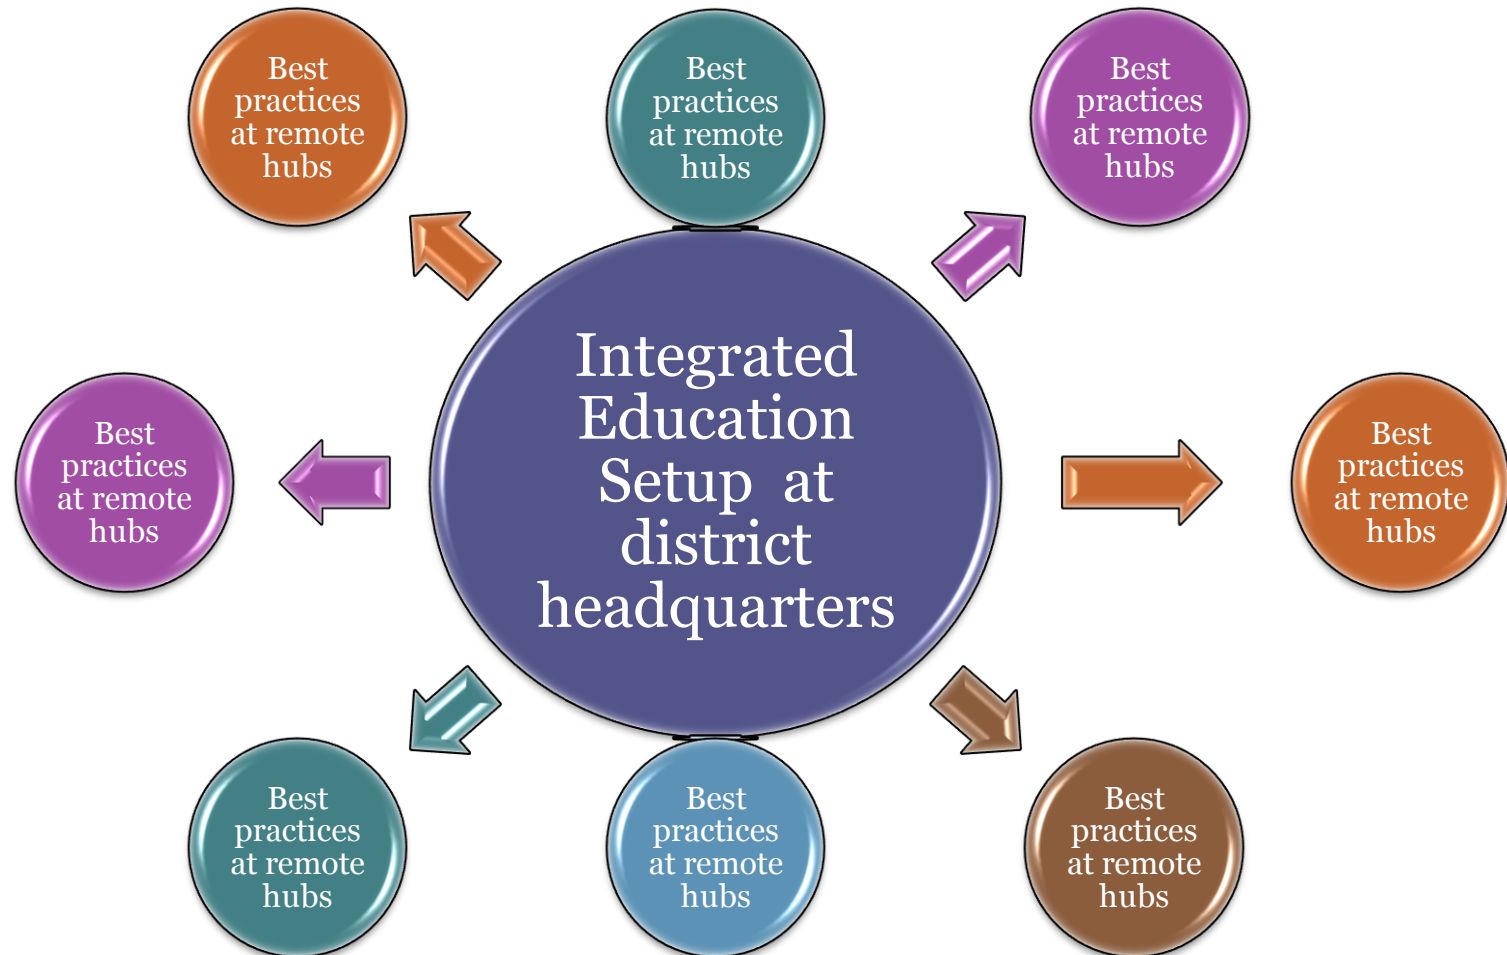 Best
practices
at remote
hubs
Best
practices
at remote
hubs
Best
practices
at remote
hubs
Best
practices
at remote
hubs
Integrated
Education
Setup  at
district
headquarters
Best
practices
at remote
hubs
Best
practices
at remote
hubs
Best
practices
at remote
hubs
Best
practices
at remote
hubs